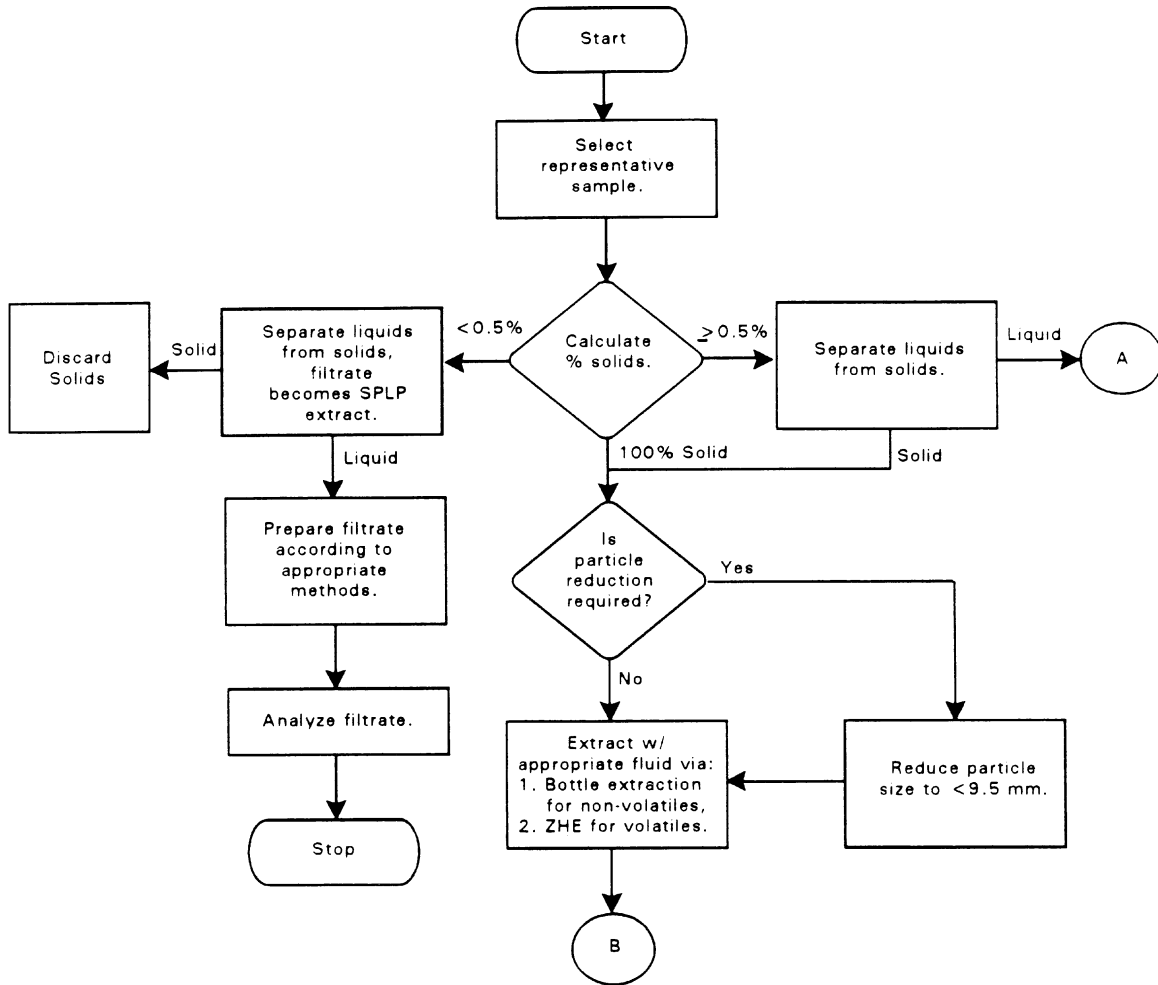 Start
Select
representative
sample.
<0.5%
Calculate
% solids.
≥0.5%
Discard
Solids
Solid
Separate liquids
from solids,
filtrate
becomes SPLP
extract.
Separate liquids
from solids.
Liquid
A
Liquid
100% Solid
Solid
Prepare filtrate
according to
appropriate
methods.
Is
particle
reduction
required?
Yes
No
Analyze filtrate.
Extract w/
appropriate fluid via:
1. Bottle extraction
for non-volatiles,
2. ZHE for volatiles.
Reduce particle
size to <9.5 mm.
Stop
B